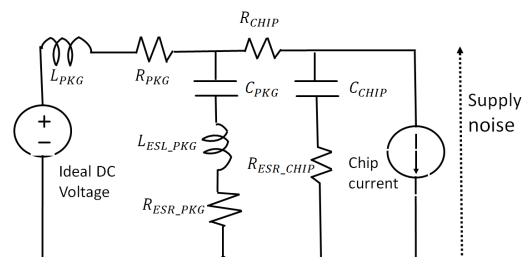 R_CHIP
L_PKG
R_PKG
C_PKG
C_CHIP
Supply
noise
+
−
L_ESL_PKG
Ideal DC
Voltage
R_ESR_CHIP
Chip
current
R_ESR_PKG